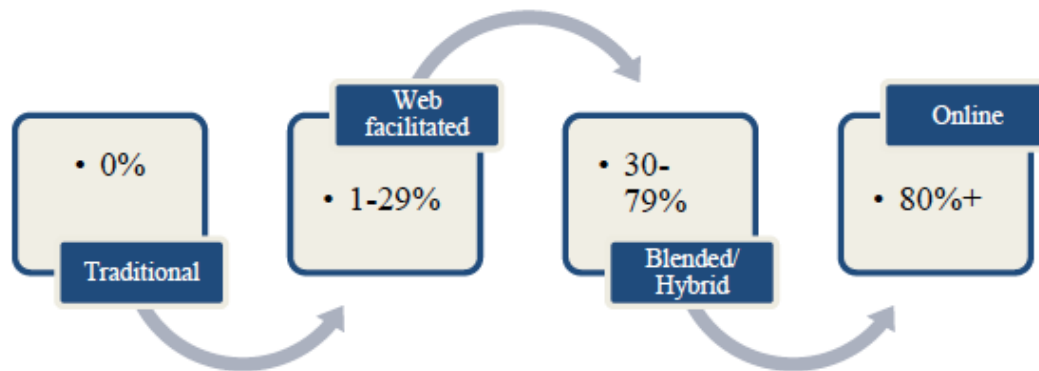 • 0%
Traditional
Web
facilitated
• 1-29%
• 30-
79%
Blended/
Hybrid
Online
• 80%+